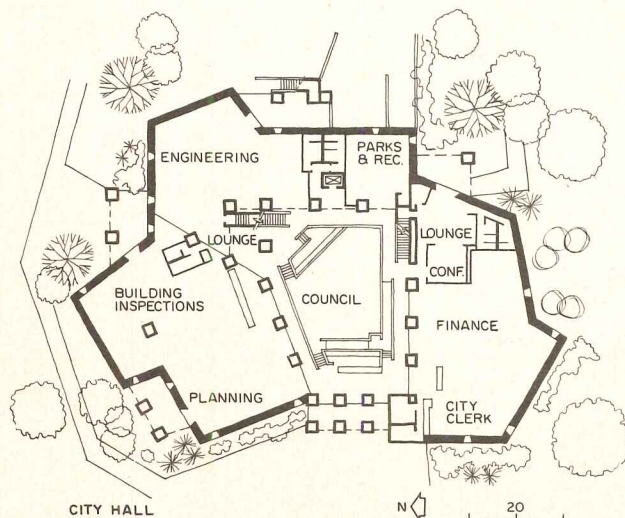 ENGINEERING
PARKS
& REC.
LOUNGE
LOUNGE
CONF.
BUILDING
INSPECTIONS
COUNCIL
FINANCE
PLANNING
CITY
CLERK
CITY HALL
N
20